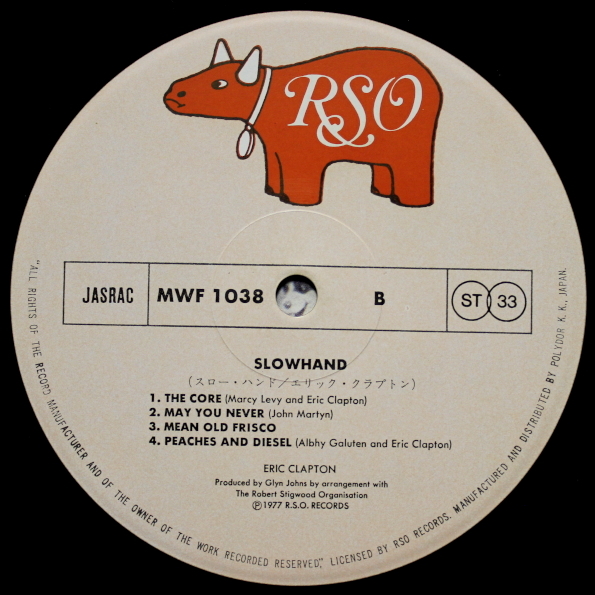 RSO
JASRAC MWF 1038 B ST 33
SLOWHAND
(スロー・ハンド/エリック・クラプトン)
1. THE CORE (Marcy Levy and Eric Clapton)
2. MAY YOU NEVER (John Martyn)
3. MEAN OLD FRISCO
4. PEACHES AND DIESEL (Albhy Galuten and Eric Clapton)
ERIC CLAPTON
Produced by Glyn Johns by arrangement with
The Robert Stigwood Organisation
Ⓟ1977 R.S.O. RECORDS
"ALL RIGHTS OF THE RECORD MANUFACTURER AND OF THE OWNER OF THE WORK RECORDED RESERVED," LICENSED BY RSO RECORDS. MANUFACTURED AND DISTRIBUTED BY POLYDOR K. K., JAPAN.